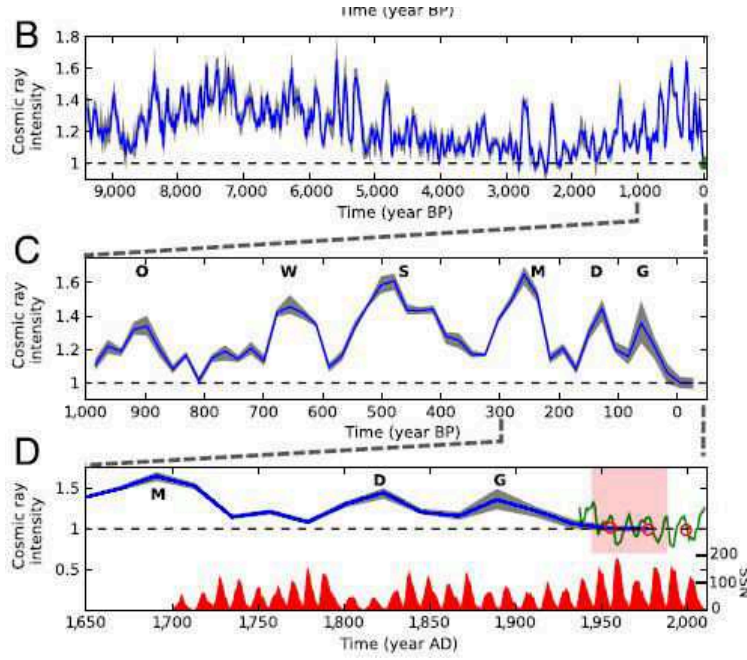 Time (year BP)
B
Cosmic ray
intensity
1.8
1.6
1.4
1.2
1
9,000 8,000 7,000 6,000 5,000 4,000 3,000 2,000 1,000 0
Time (year BP)
C
O W S M D G
Cosmic ray
intensity
1.6
1.4
1.2
1
1,000 900 800 700 600 500 400 300 200 100 0
Time (year BP)
D
M D G
Cosmic ray
intensity
1.5
1
0.5
200
100
0
NSS
1,650 1,700 1,750 1,800 1,850 1,900 1,950 2,000
Time (year AD)